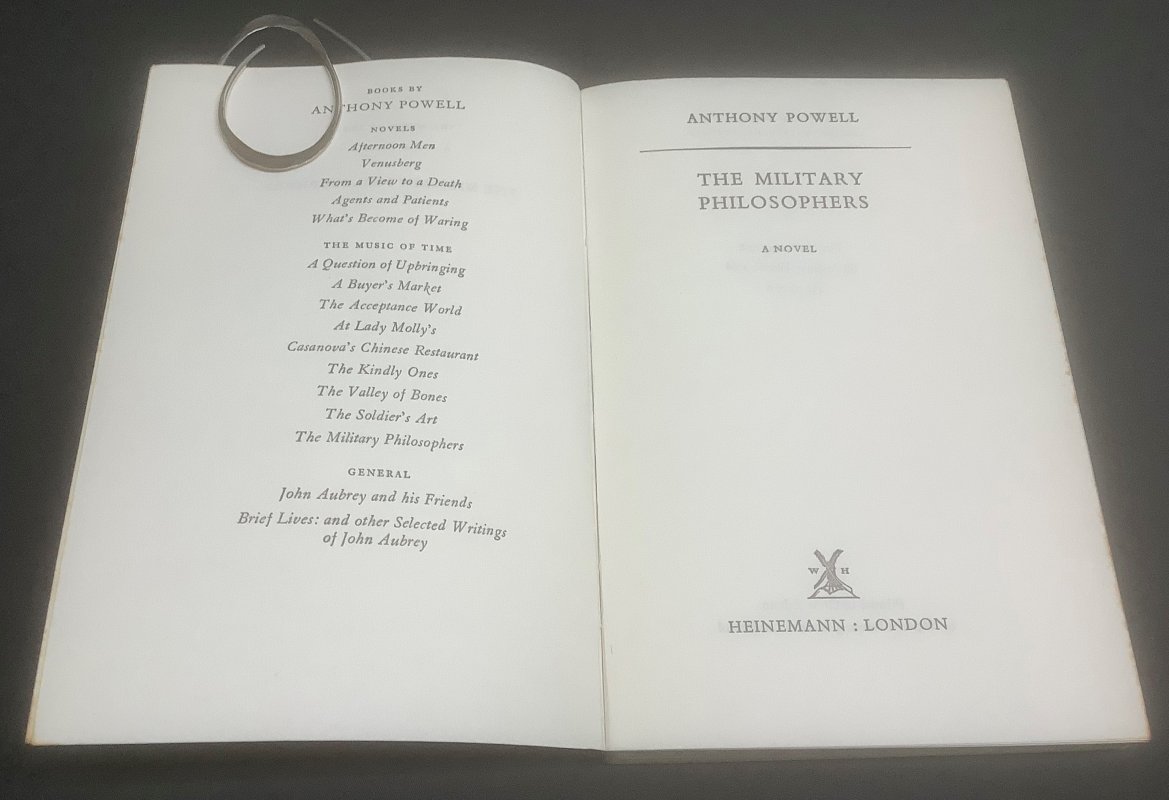 BOOKS BY
ANTHONY POWELL
NOVELS
Afternoon Men
Venusberg
From a View to a Death
Agents and Patients
What's Become of Waring
THE MUSIC OF TIME
A Question of Upbringing
A Buyer's Market
The Acceptance World
At Lady Molly's
Casanova's Chinese Restaurant
The Kindly Ones
The Valley of Bones
The Soldier's Art
The Military Philosophers
GENERAL
John Aubrey and his Friends
Brief Lives: and other Selected Writings
of John Aubrey
ANTHONY POWELL
THE MILITARY
PHILOSOPHERS
A NOVEL
W H
HEINEMANN : LONDON